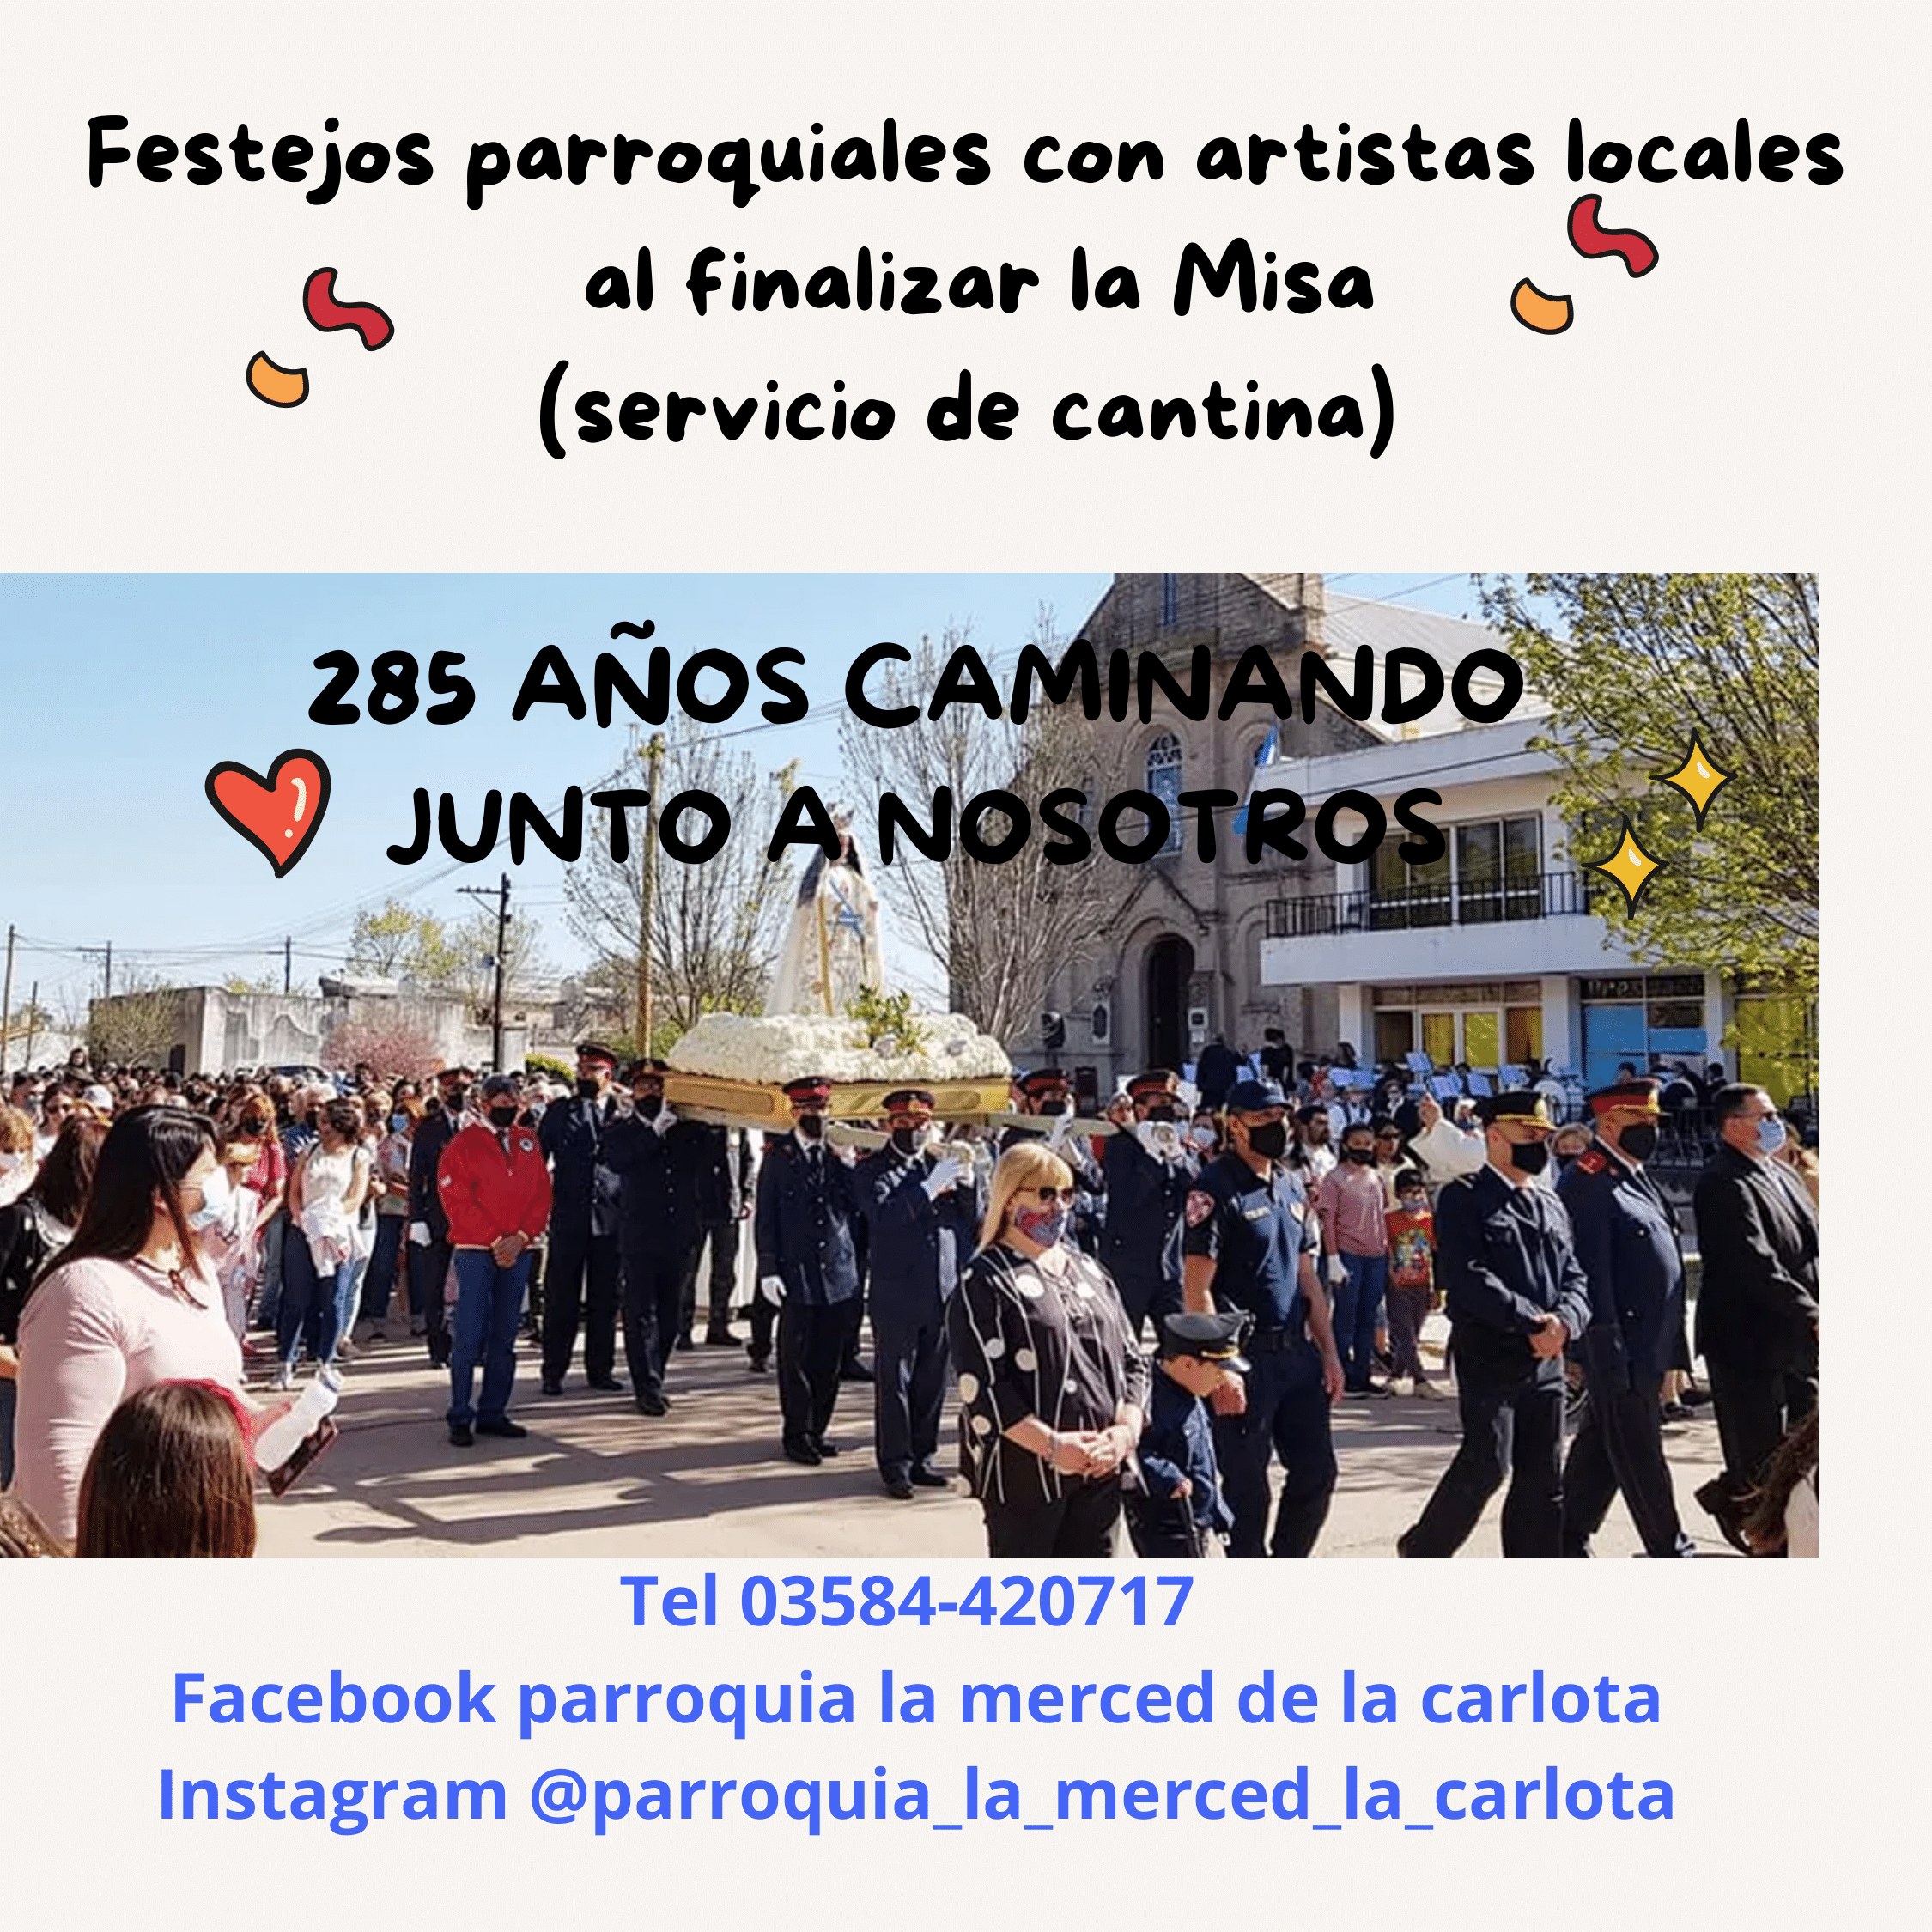 Festejos parroquiales con artistas locales
al finalizar la Misa
(servicio de cantina)
285 AÑOS CAMINANDO
JUNTO A NOSOTROS
Tel 03584-420717
Facebook parroquia la merced de la carlota
Instagram @parroquia_la_merced_la_carlota